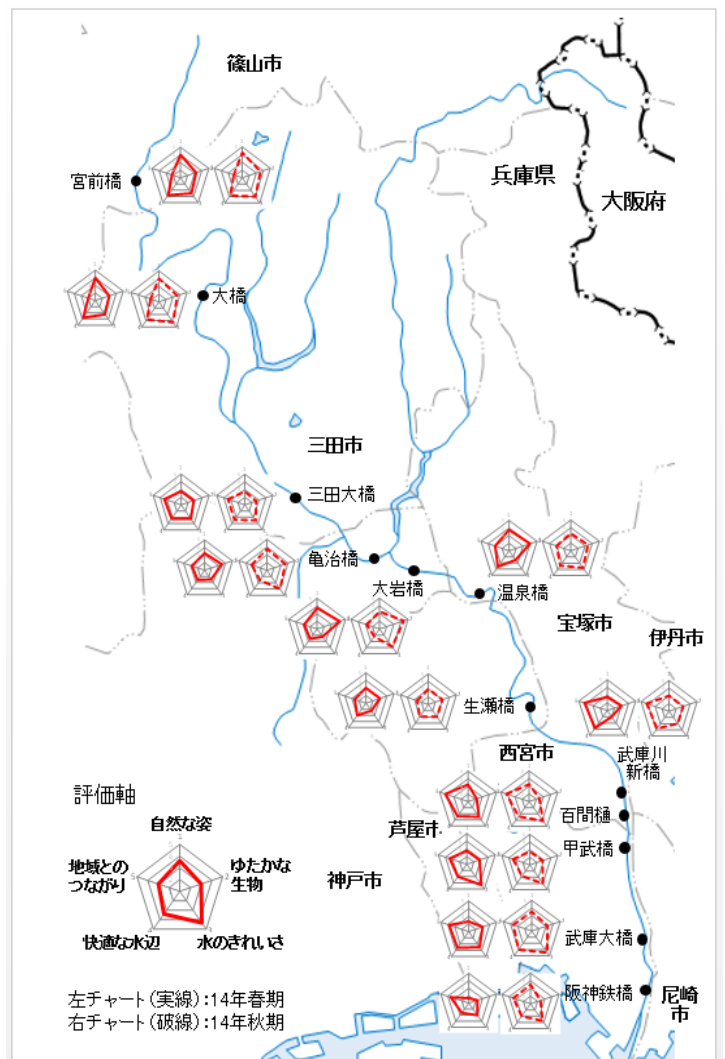 篠山市
兵庫県
大阪府
宮前橋
大橋
三田市
三田大橋
亀治橋
大岩橋
温泉橋
宝塚市
伊丹市
生瀬橋
西宮市
武庫川
新橋
百間樋
芦屋市
甲武橋
神戸市
武庫大橋
阪神鉄橋
尼崎
市
評価軸
自然な姿
地域との
つながり
ゆたかな
生物
快適な水辺
水のきれいさ
左チャート(実線):14年春期
右チャート(破線):14年秋期